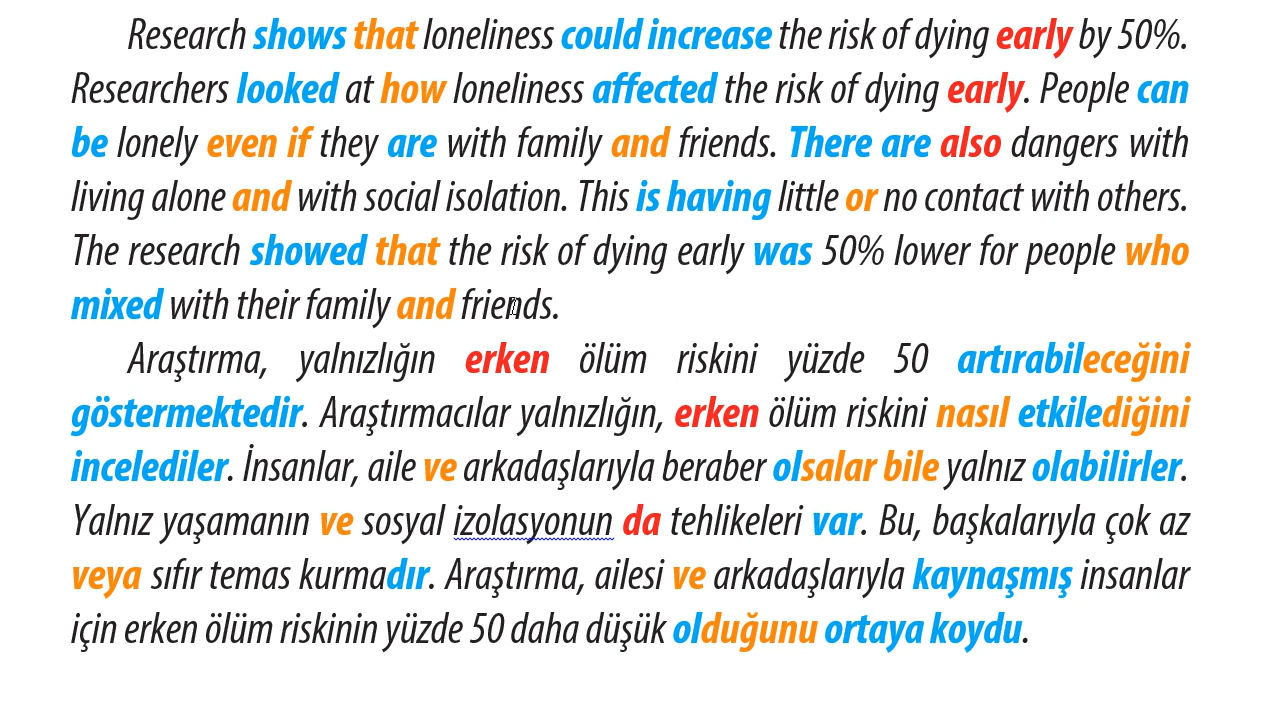 Research shows that loneliness could increase the risk of dying early by 50%.
Researchers looked at how loneliness affected the risk of dying early. People can
be lonely even if they are with family and friends. There are also dangers with
living alone and with social isolation. This is having little or no contact with others.
The research showed that the risk of dying early was 50% lower for people who
mixed with their family and friends.
Araştırma, yalnızlığın erken ölüm riskini yüzde 50 artırabileceğini
göstermektedir. Araştırmacılar yalnızlığın, erken ölüm riskini nasıl etkilediğini
incelediler. İnsanlar, aile ve arkadaşlarıyla beraber olsalar bile yalnız olabilirler.
Yalnız yaşamanın ve sosyal izolasyonun da tehlikeleri var. Bu, başkalarıyla çok az
veya sıfır temas kurmadır. Araştırma, ailesi ve arkadaşlarıyla kaynaşmış insanlar
için erken ölüm riskinin yüzde 50 daha düşük olduğunu ortaya koydu.